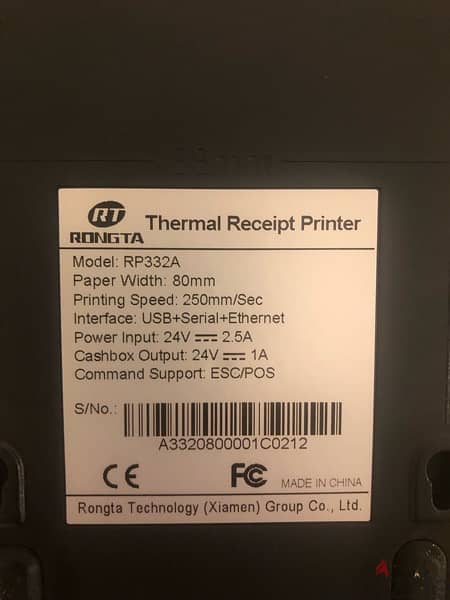 RT
RONGTA
Thermal Receipt Printer
Model: RP332A
Paper Width: 80mm
Printing Speed: 250mm/Sec
Interface: USB+Serial+Ethernet
Power Input: 24V ⎓ 2.5A
Cashbox Output: 24V ⎓ 1A
Command Support: ESC/POS
S/No.:
A3320800001C0212
CE FC MADE IN CHINA
Rongta Technology (Xiamen) Group Co., Ltd.